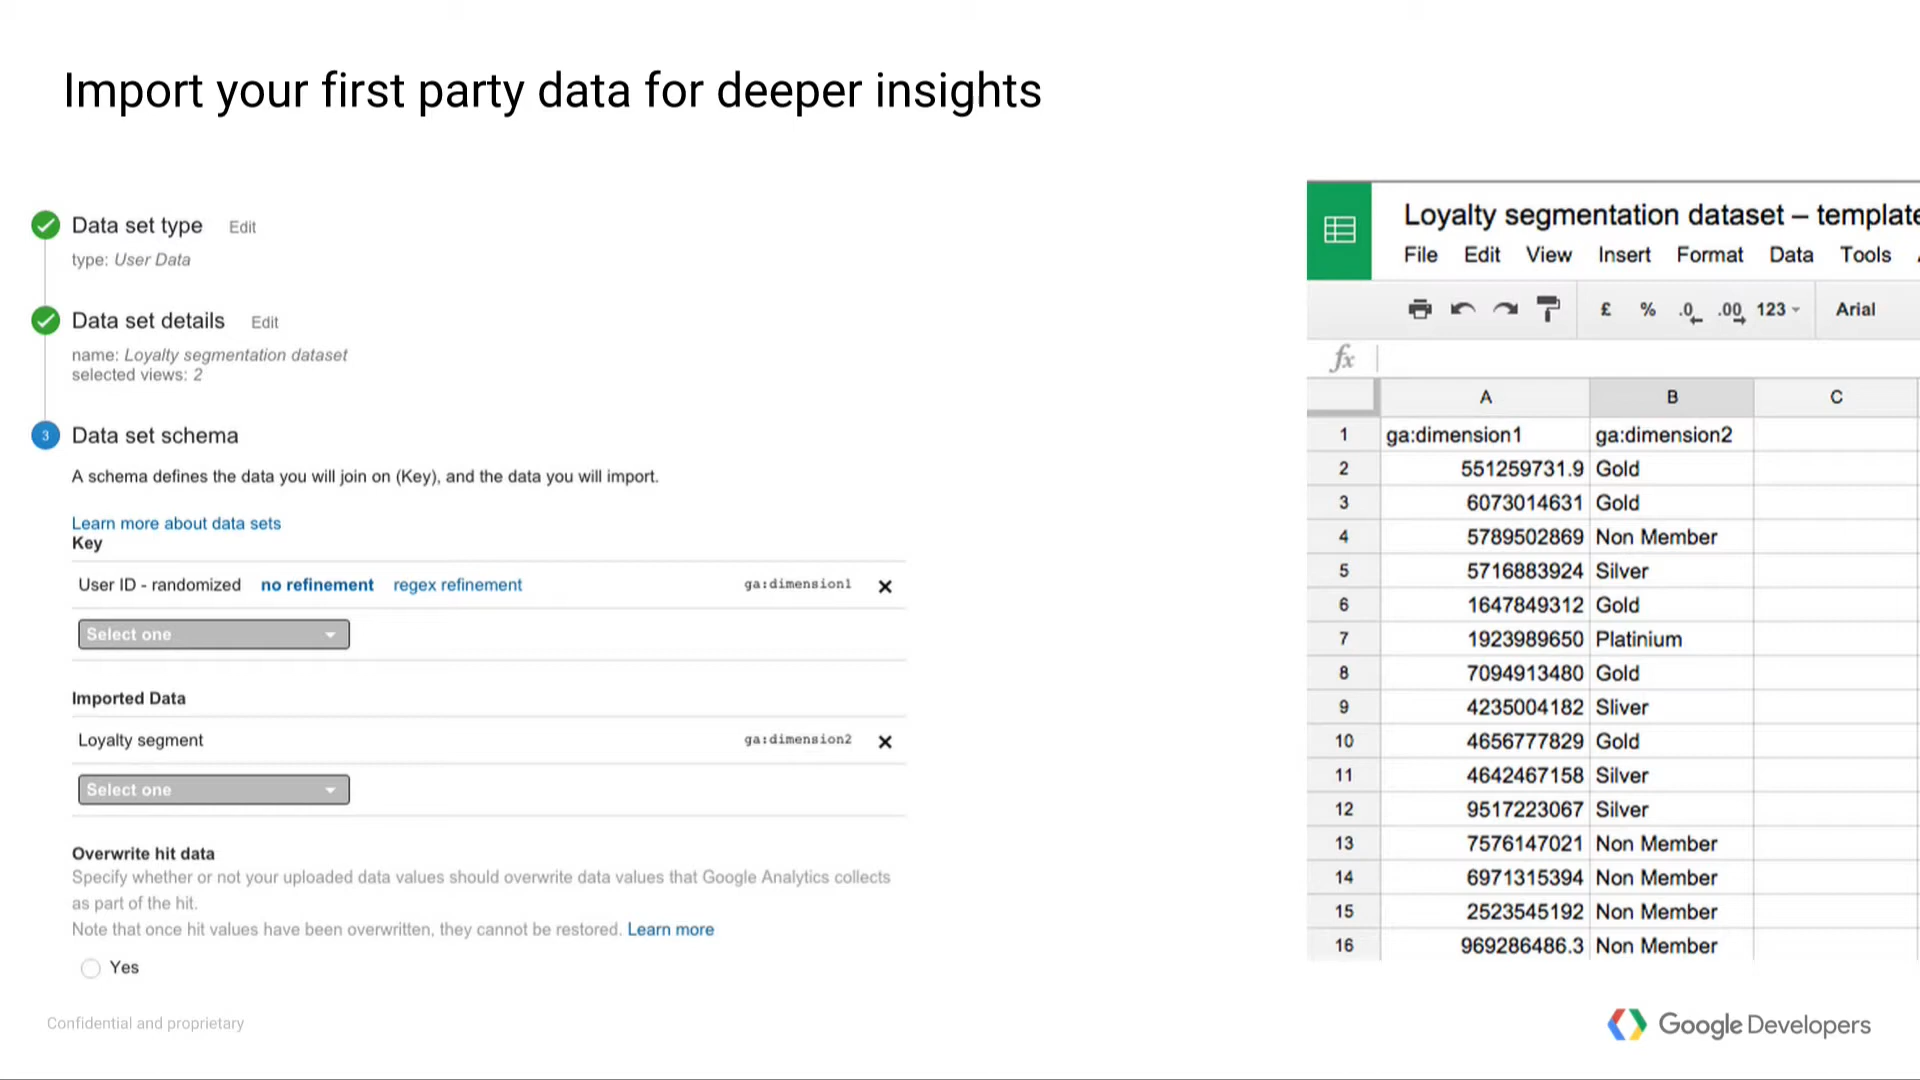 Import your first party data for deeper insights
Data set type Edit
type: User Data
Data set details Edit
name: Loyalty segmentation dataset
selected views: 2
3 Data set schema
A schema defines the data you will join on (Key), and the data you will import.
Learn more about data sets
Key
User ID - randomized no refinement regex refinement ga:dimension1
Select one
Imported Data
Loyalty segment ga:dimension2
Select one
Overwrite hit data
Specify whether or not your uploaded data values should overwrite data values that Google Analytics collects
as part of the hit.
Note that once hit values have been overwritten, they cannot be restored. Learn more
Yes
Loyalty segmentation dataset – template
File Edit View Insert Format Data Tools
£ % .0 .00 123 Arial
fx
A B C
1 ga:dimension1 ga:dimension2
2 551259731.9 Gold
3 6073014631 Gold
4 5789502869 Non Member
5 5716883924 Silver
6 1647849312 Gold
7 1923989650 Platinium
8 7094913480 Gold
9 4235004182 Sliver
10 4656777829 Gold
11 4642467158 Silver
12 9517223067 Silver
13 7576147021 Non Member
14 6971315394 Non Member
15 2523545192 Non Member
16 969286486.3 Non Member
Confidential and proprietary
Google Developers